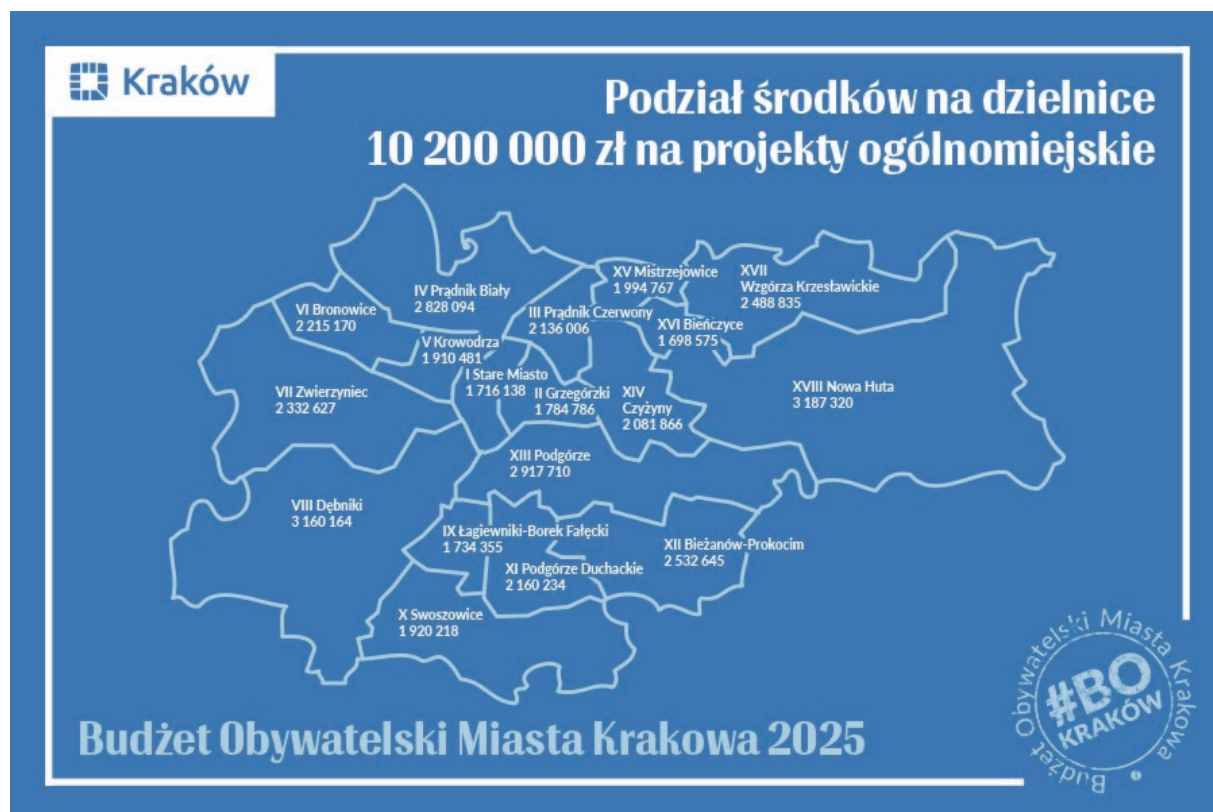 Kraków
Podział środków na dzielnice
10 200 000 zł na projekty ogólnomiejskie
IV Prądnik Biały
2 828 094
XV Mistrzejowice
1 994 767
XVII
Wzgórza Krzesławickie
2 488 835
VI Bronowice
2 215 170
III Prądnik Czerwony
2 136 006
XVI Bieńczyce
1 698 575
V Krowodrza
1 910 481
I Stare Miasto
1 716 138
II Grzegórzki
1 784 786
XIV
Czyżyny
2 081 866
XVIII Nowa Huta
3 187 320
VII Zwierzyniec
2 332 627
XIII Podgórze
2 917 710
VIII Dębniki
3 160 164
IX Łagiewniki-Borek Fałęcki
1 734 355
XII Bieżanów-Prokocim
2 532 645
XI Podgórze Duchackie
2 160 234
X Swoszowice
1 920 218
Budżet Obywatelski Miasta Krakowa 2025
Budżet Obywatelski Miasta Krakowa
#BO
KRAKÓW